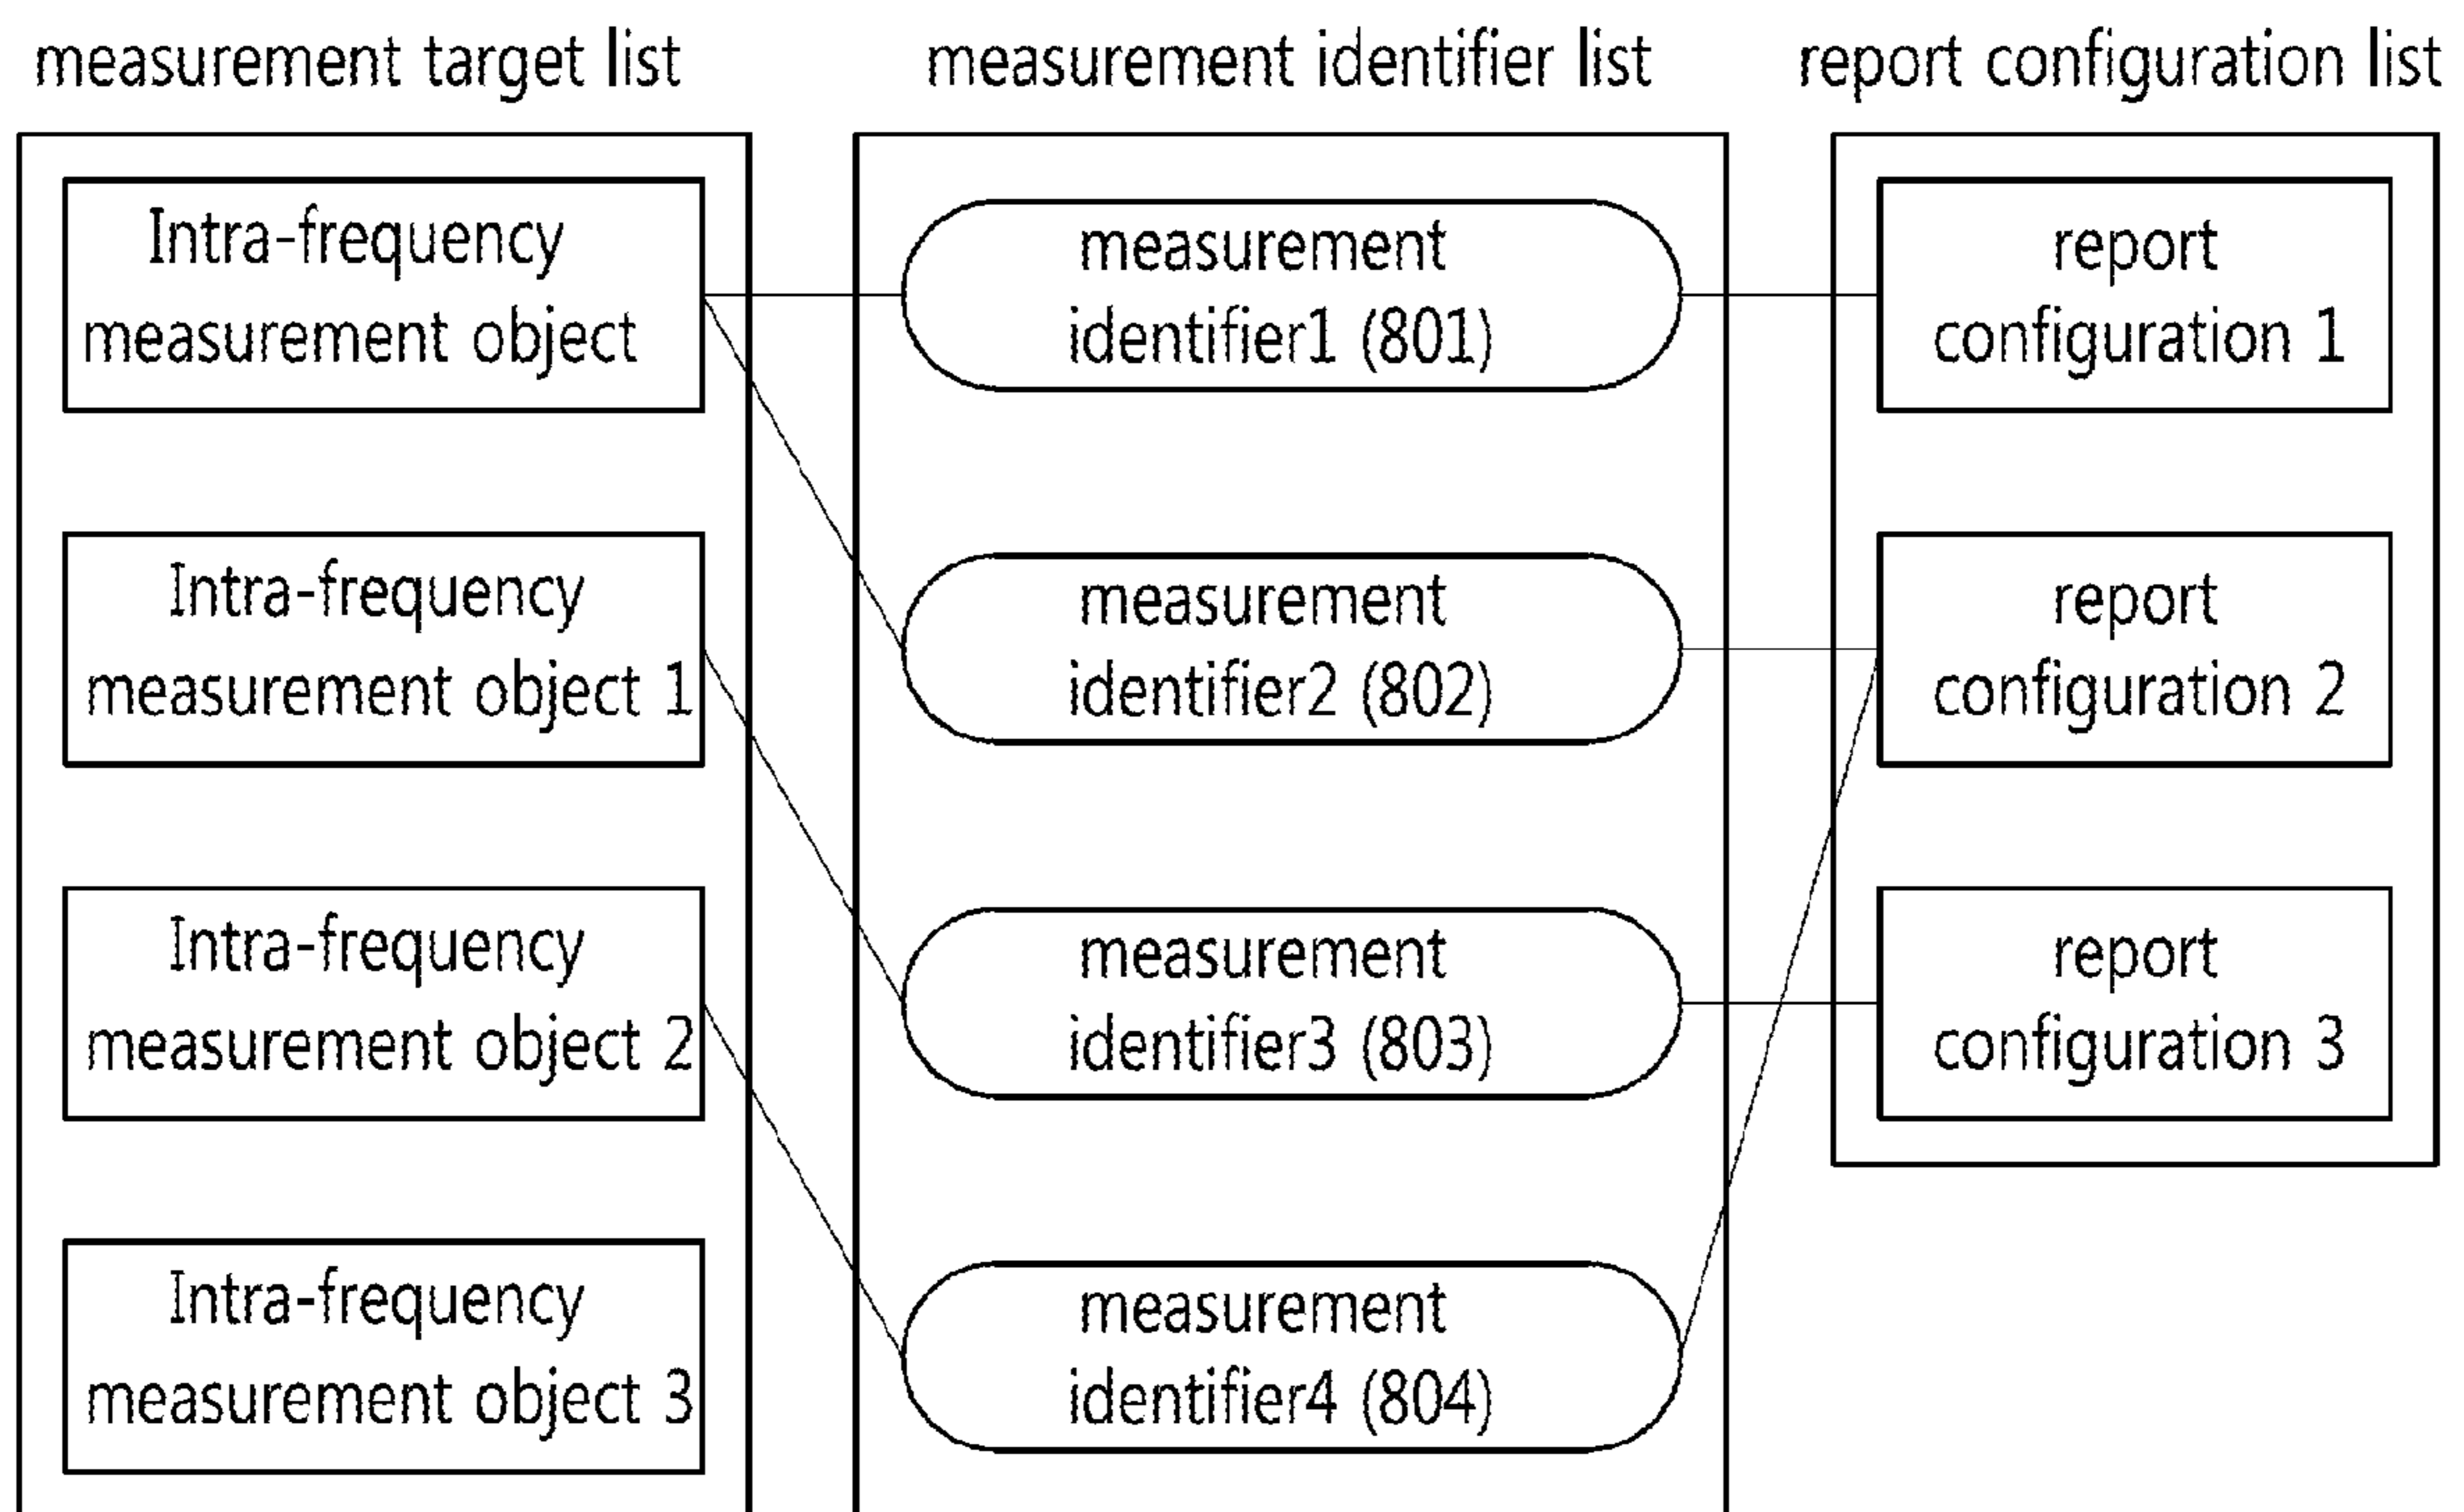 measurement target list
measurement identifier list
report configuration list
Intra-frequency
measurement object
Intra-frequency
measurement object 1
Intra-frequency
measurement object 2
Intra-frequency
measurement object 3
measurement
identifier1 (801)
measurement
identifier2 (802)
measurement
identifier3 (803)
measurement
identifier4 (804)
report
configuration 1
report
configuration 2
report
configuration 3